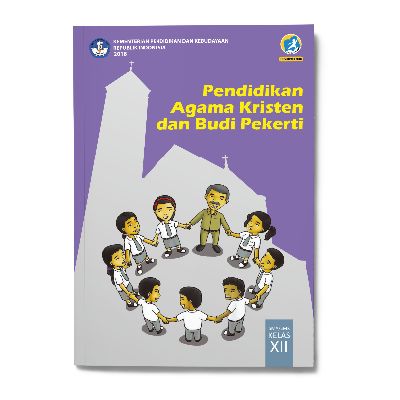 KEMENTERIAN PENDIDIKAN DAN KEBUDAYAAN
REPUBLIK INDONESIA
2018
Pendidikan
Agama Kristen
dan Budi Pekerti
KELAS
XII